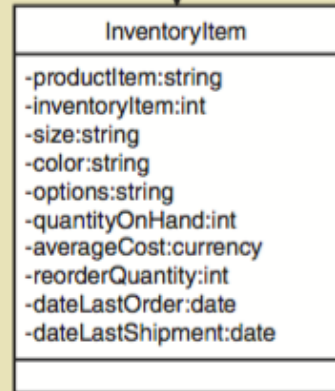 InventoryItem
-productItem:string
-inventoryItem:int
-size:string
-color:string
-options:string
-quantityOnHand:int
-averageCost:currency
-reorderQuantity:int
-dateLastOrder:date
-dateLastShipment:date